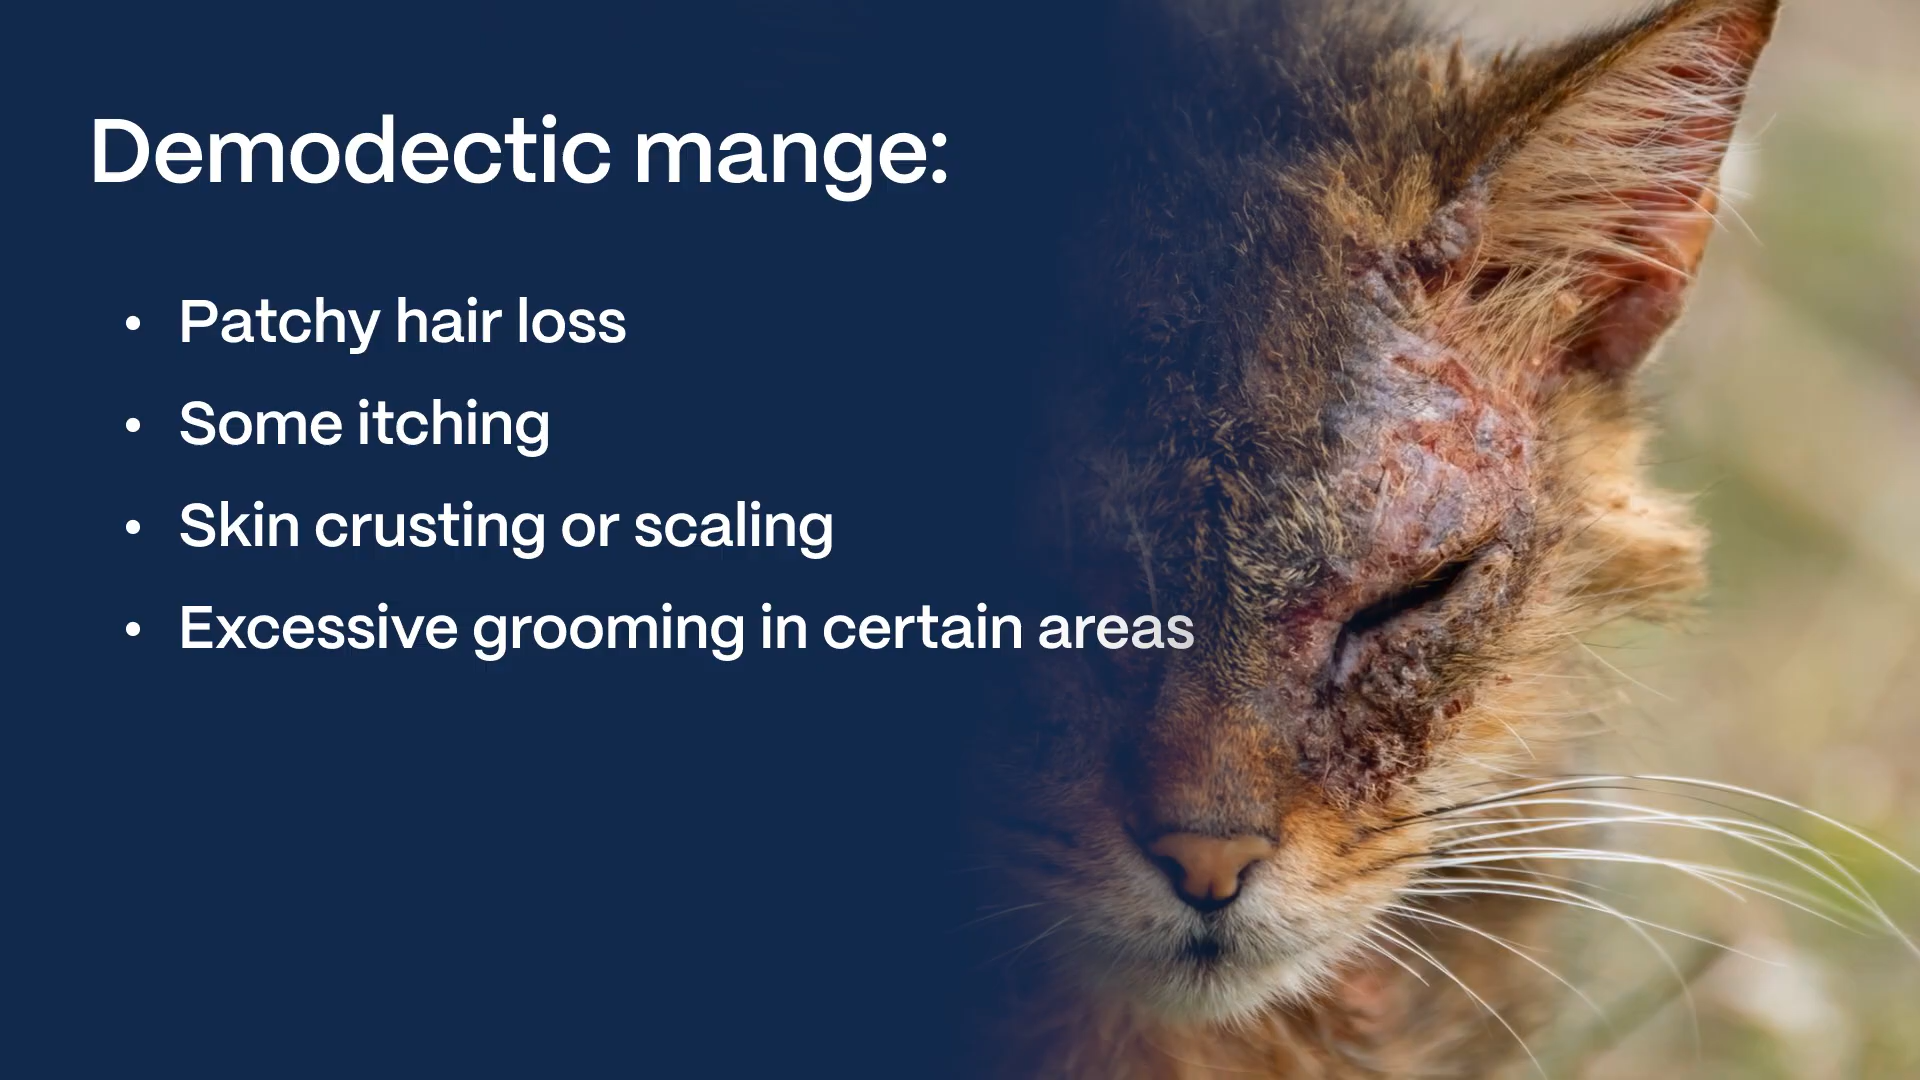 Demodectic mange:
• Patchy hair loss
• Some itching
• Skin crusting or scaling
• Excessive grooming in certain areas